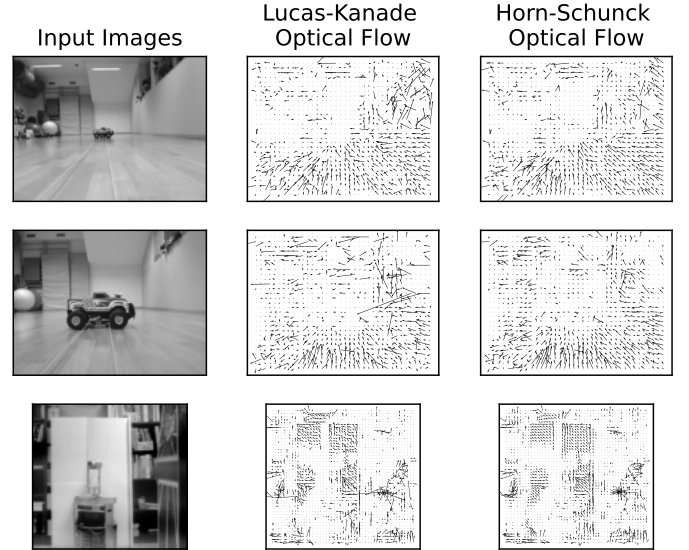 Input Images
Lucas-Kanade
Optical Flow
Horn-Schunck
Optical Flow